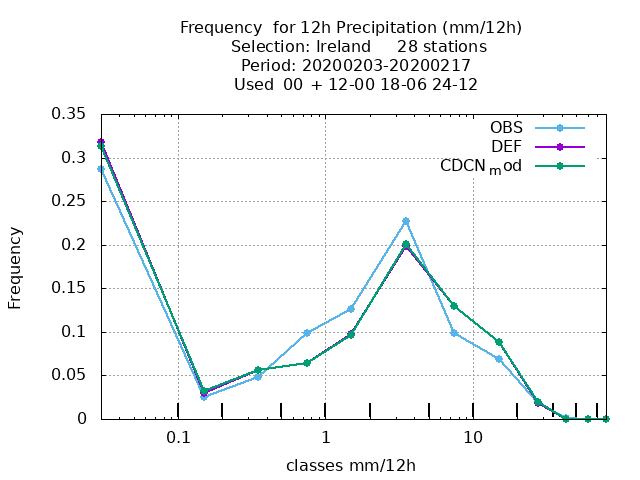 Frequency  for 12h Precipitation (mm/12h)
Selection: Ireland     28 stations
Period: 20200203-20200217
Used  00  + 12-00 18-06 24-12
OBS
DEF
CDCN_mod
0.35
0.3
0.25
0.2
0.15
0.1
0.05
0
Frequency
0.1
1
10
classes mm/12h